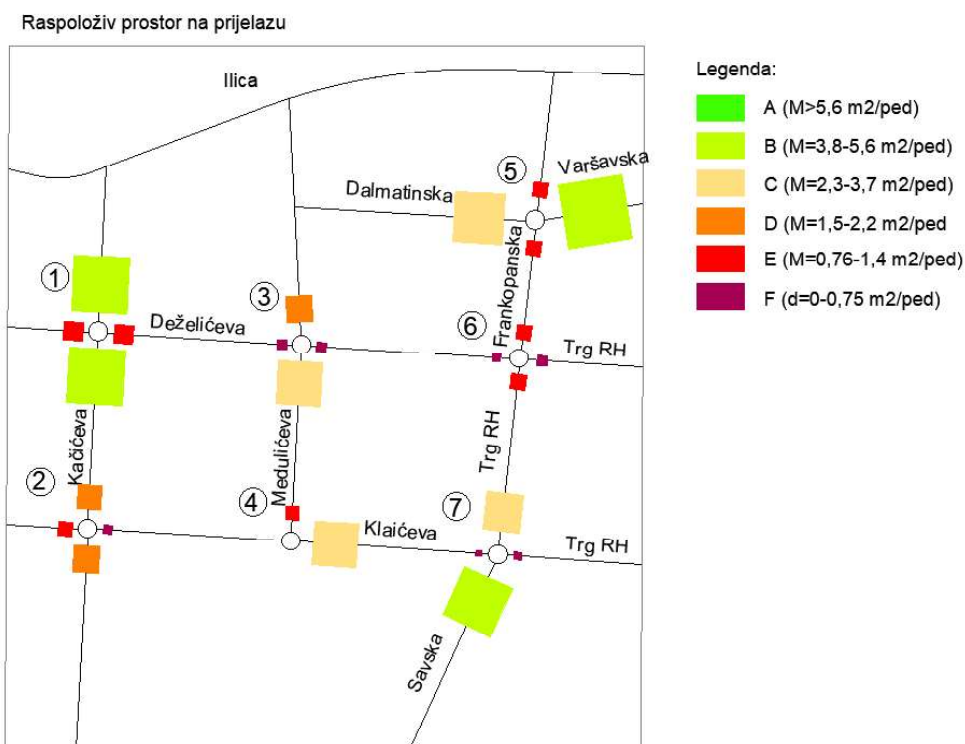 Raspoloživ prostor na prijelazu
Ilica
Legenda:
A (M>5,6 m2/ped)
B (M=3,8-5,6 m2/ped)
C (M=2,3-3,7 m2/ped)
D (M=1,5-2,2 m2/ped
E (M=0,76-1,4 m2/ped)
F (d=0-0,75 m2/ped)
5
Varšavska
Dalmatinska
Frankopanska
1
3
Deželićeva
6
Trg RH
Kačićeva
Medulićeva
Trg RH
2
4
7
Klaićeva
Trg RH
Savska